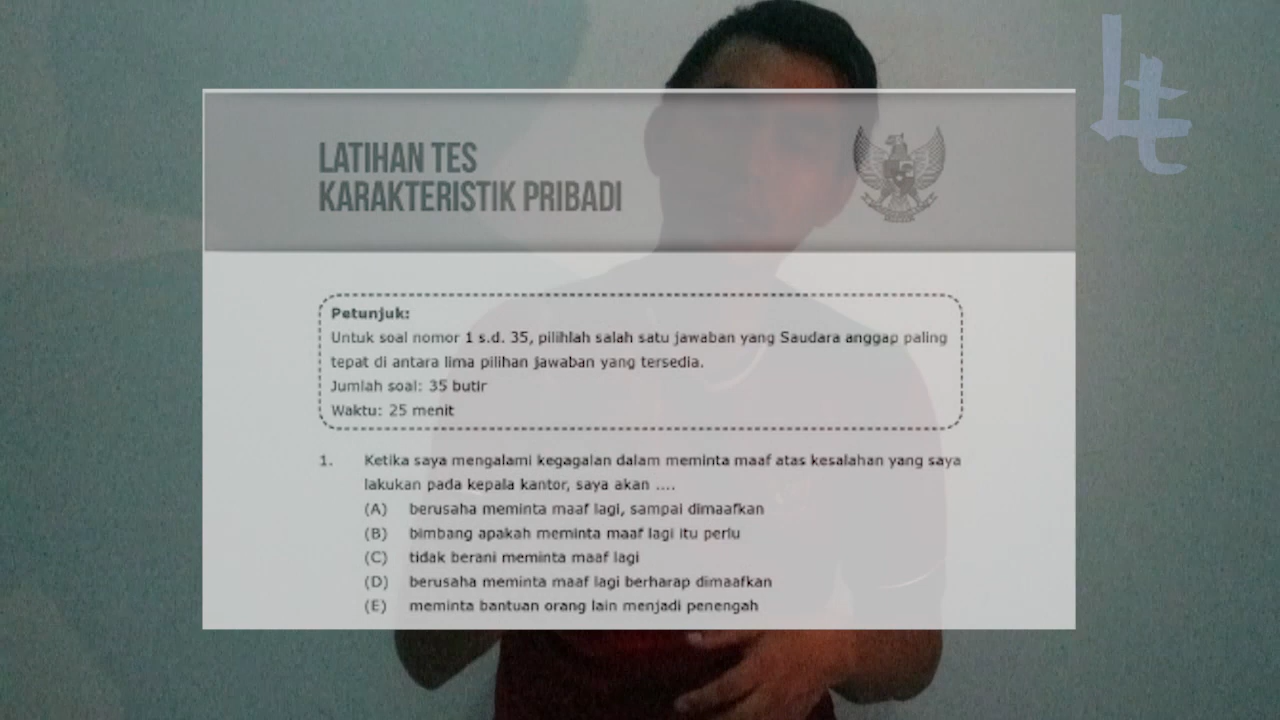 LATIHAN TES
KARAKTERISTIK PRIBADI
Petunjuk:
Untuk soal nomor 1 s.d. 35, pilihlah salah satu jawaban yang Saudara anggap paling
tepat di antara lima pilihan jawaban yang tersedia.
Jumlah soal: 35 butir
Waktu: 25 menit
1. Ketika saya mengalami kegagalan dalam meminta maaf atas kesalahan yang saya
lakukan pada kepala kantor, saya akan ....
(A) berusaha meminta maaf lagi, sampai dimaafkan
(B) bimbang apakah meminta maaf lagi itu perlu
(C) tidak berani meminta maaf lagi
(D) berusaha meminta maaf lagi berharap dimaafkan
(E) meminta bantuan orang lain menjadi penengah